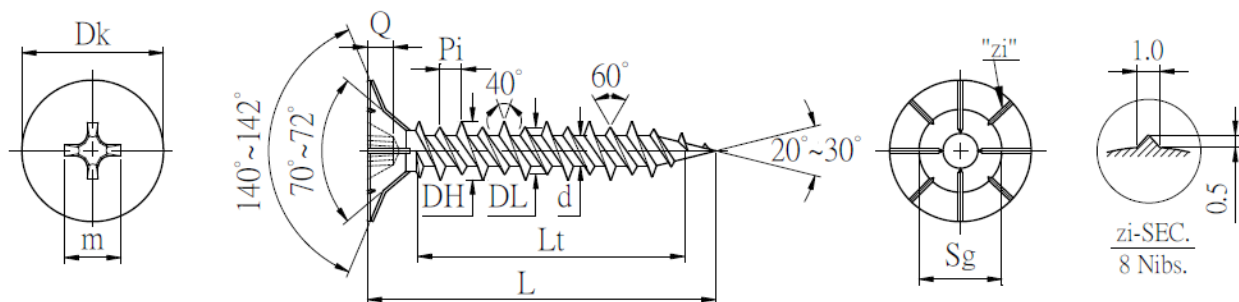 Dk
m
140°~142°
70°~72°
Q
Pi
40°
60°
20°~30°
DH
DL
d
Lt
L
"zi"
Sg
1.0
0.5
zi-SEC.
8 Nibs.